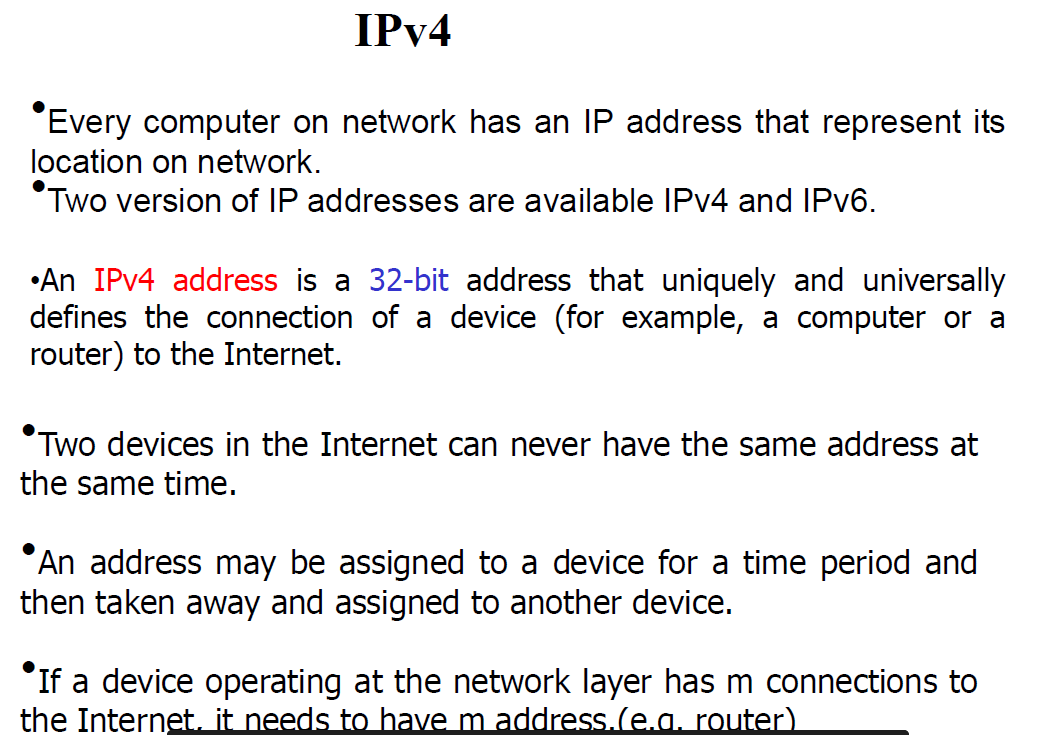 IPv4
•Every computer on network has an IP address that represent its
location on network.
•Two version of IP addresses are available IPv4 and IPv6.
•An IPv4 address is a 32-bit address that uniquely and universally
defines the connection of a device (for example, a computer or a
router) to the Internet.
•Two devices in the Internet can never have the same address at
the same time.
•An address may be assigned to a device for a time period and
then taken away and assigned to another device.
•If a device operating at the network layer has m connections to
the Internet, it needs to have m address.(e.g. router)